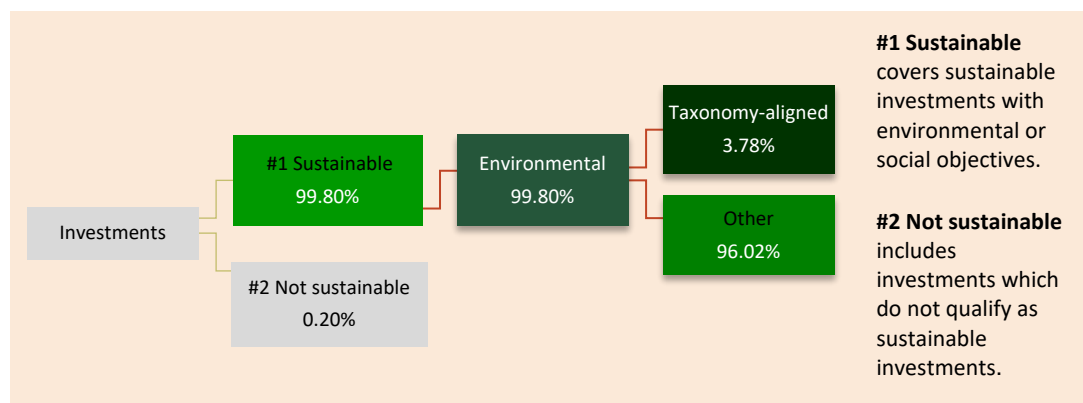 Investments
#1 Sustainable
99.80%
#2 Not sustainable
0.20%
Environmental
99.80%
Taxonomy-aligned
3.78%
Other
96.02%
#1 Sustainable
covers sustainable
investments with
environmental or
social objectives.
#2 Not sustainable
includes
investments which
do not qualify as
sustainable
investments.